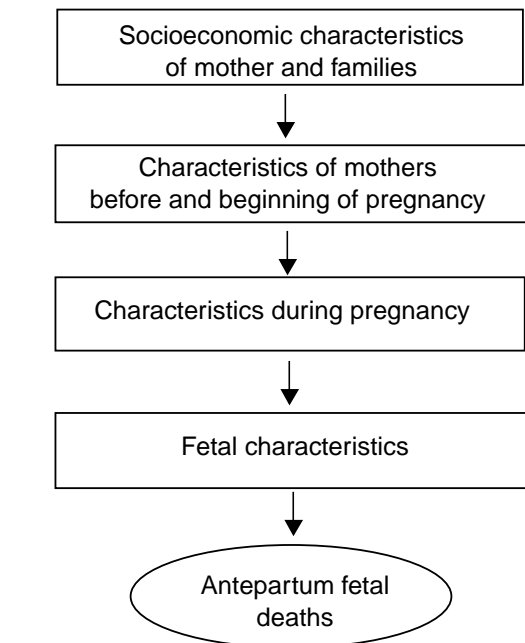 Socioeconomic characteristics
of mother and families
Characteristics of mothers
before and beginning of pregnancy
Characteristics during pregnancy
Fetal characteristics
Antepartum fetal
deaths